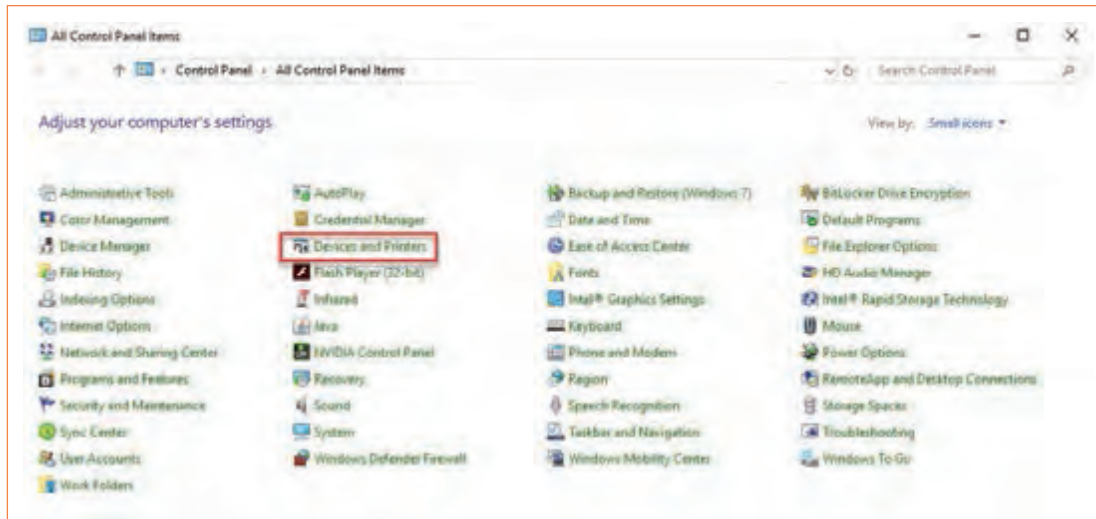 All Control Panel Items
Control Panel › All Control Panel Items
Search Control Panel
Adjust your computer's settings
View by: Small icons
Administrative Tools
AutoPlay
Backup and Restore (Windows 7)
BitLocker Drive Encryption
Color Management
Credential Manager
Date and Time
Default Programs
Device Manager
Devices and Printers
Ease of Access Center
File Explorer Options
File History
Flash Player (32-bit)
Fonts
HD Audio Manager
Indexing Options
Infrared
Intel® Graphics Settings
Intel® Rapid Storage Technology
Internet Options
Java
Keyboard
Mouse
Network and Sharing Center
NVIDIA Control Panel
Phone and Modem
Power Options
Programs and Features
Recovery
Region
RemoteApp and Desktop Connections
Security and Maintenance
Sound
Speech Recognition
Storage Spaces
Sync Center
System
Taskbar and Navigation
Troubleshooting
User Accounts
Windows Defender Firewall
Windows Mobility Center
Windows To Go
Work Folders